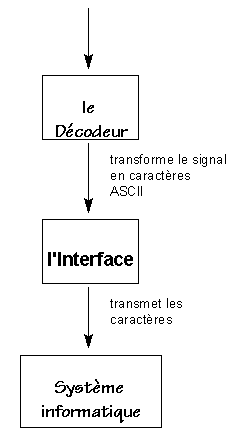 le
Décodeur
transforme le signal
en caractères
ASCII
l'Interface
transmet les
caractères
Système
informatique